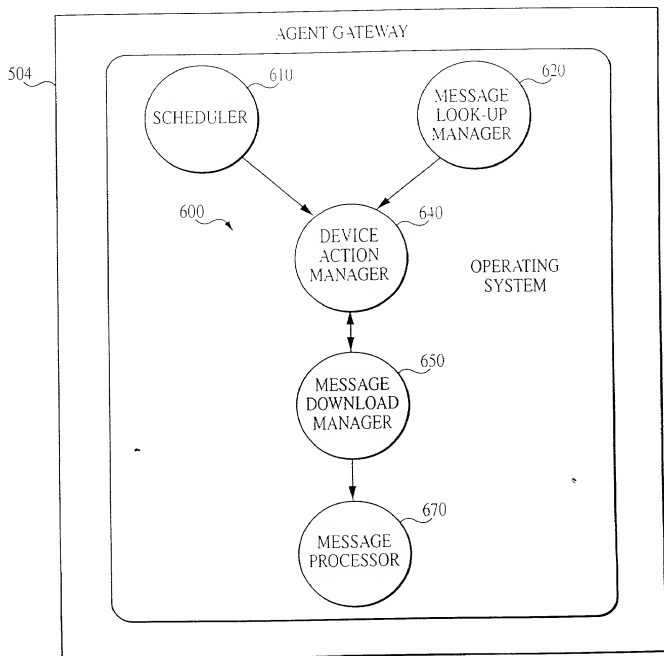 AGENT GATEWAY
504
610
620
SCHEDULER
MESSAGE
LOOK-UP
MANAGER
600
640
DEVICE
ACTION
MANAGER
OPERATING
SYSTEM
650
MESSAGE
DOWNLOAD
MANAGER
670
MESSAGE
PROCESSOR